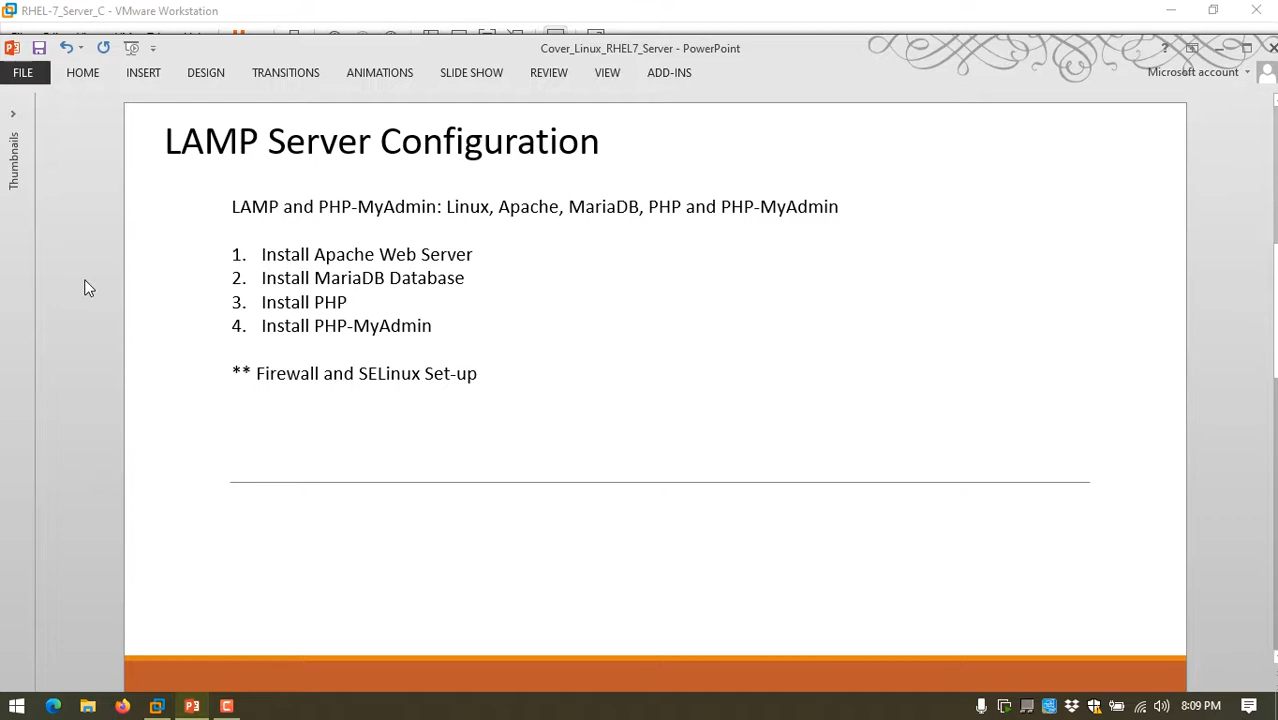 RHEL-7_Server_C - VMware Workstation
Cover_Linux_RHEL7_Server - PowerPoint
FILE HOME INSERT DESIGN TRANSITIONS ANIMATIONS SLIDE SHOW REVIEW VIEW ADD-INS Microsoft account
Thumbnails
LAMP Server Configuration
LAMP and PHP-MyAdmin: Linux, Apache, MariaDB, PHP and PHP-MyAdmin
1. Install Apache Web Server
2. Install MariaDB Database
3. Install PHP
4. Install PHP-MyAdmin
** Firewall and SELinux Set-up
8:09 PM